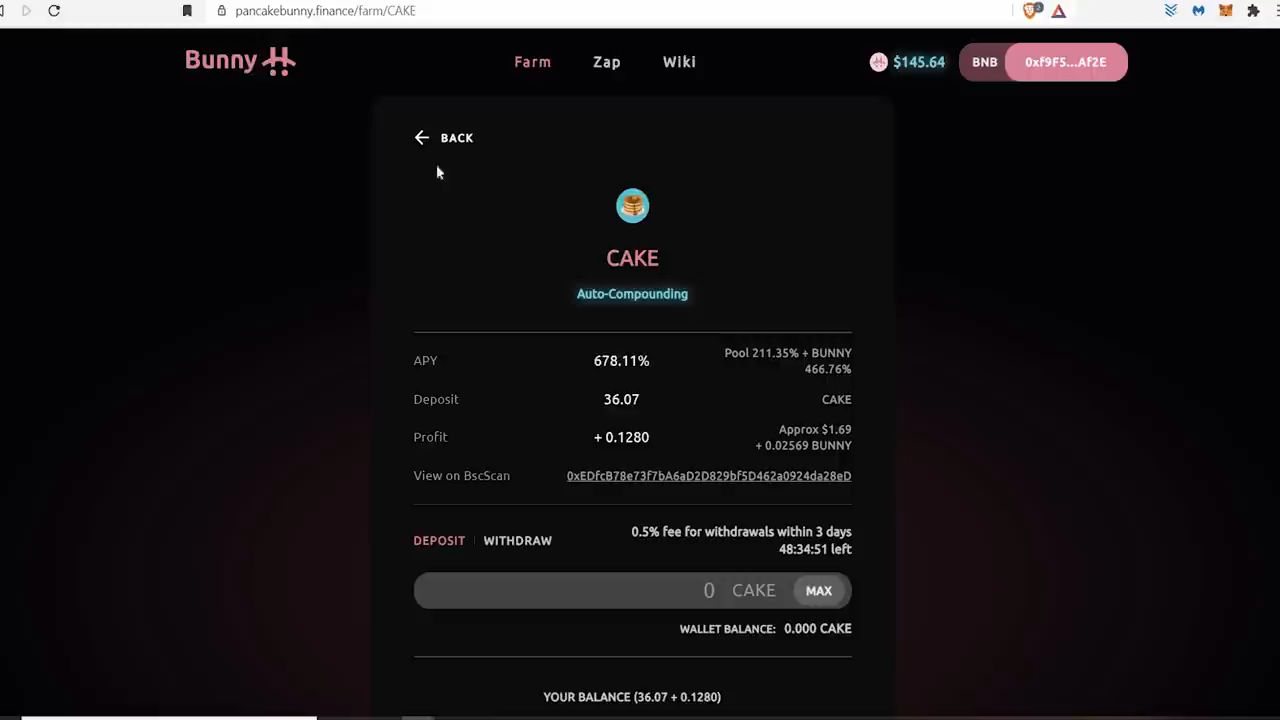 pancakebunny.finance/farm/CAKE
2
Bunny
Farm Zap Wiki
$145.64 BNB 0xf9F5...Af2E
BACK
CAKE
Auto-Compounding
APY 678.11% Pool 211.35% + BUNNY
466.76%
Deposit 36.07 CAKE
Profit + 0.1280 Approx $1.69
+ 0.02569 BUNNY
View on BscScan 0xEDfcB78e73f7bA6aD2D829bf5D462a0924da28eD
DEPOSIT WITHDRAW 0.5% fee for withdrawals within 3 days
48:34:51 left
0 CAKE MAX
WALLET BALANCE: 0.000 CAKE
YOUR BALANCE (36.07 + 0.1280)